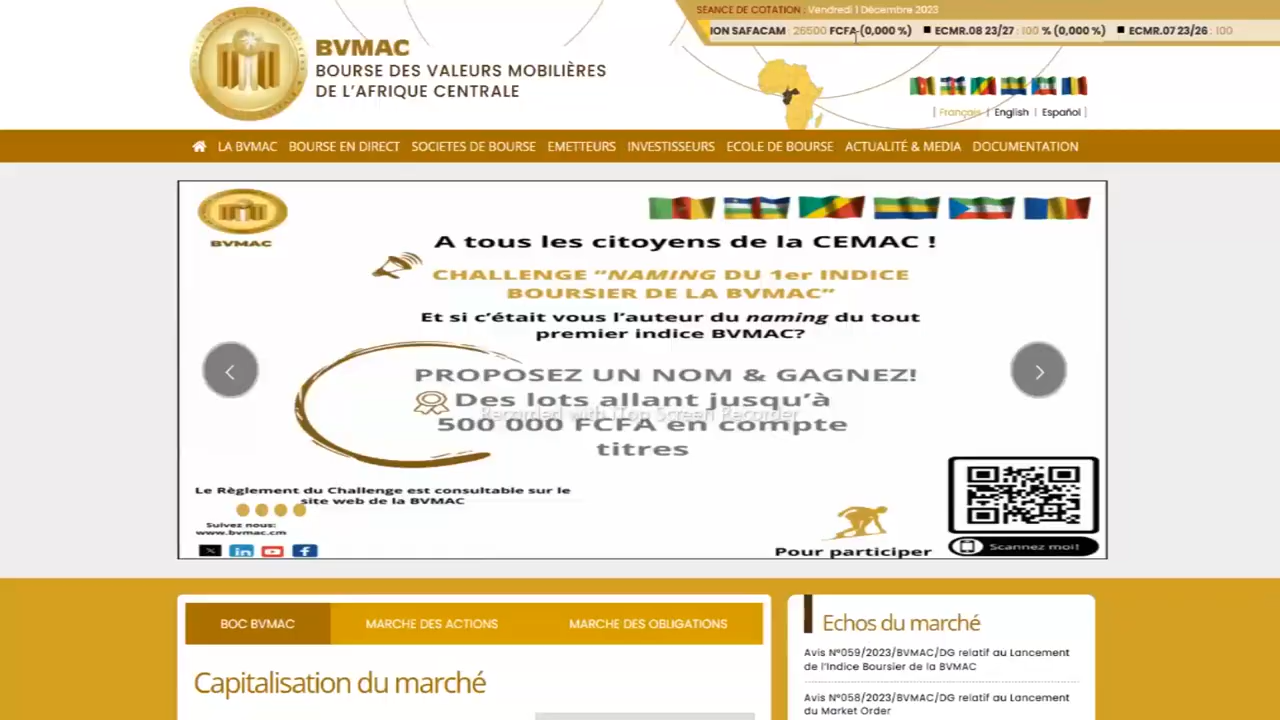 SEANCE DE COTATION : Vendredi 1 Décembre 2023
ION SAFACAM : 26500 FCFA (0,000 %) ■ ECMR.08 23/27 : 100 % (0,000 %) ■ ECMR.07 23/26 : 100
BVMAC
BOURSE DES VALEURS MOBILIÈRES
DE L'AFRIQUE CENTRALE
| Français | English | Español |
LA BVMAC BOURSE EN DIRECT SOCIETES DE BOURSE EMETTEURS INVESTISSEURS ECOLE DE BOURSE ACTUALITÉ & MEDIA DOCUMENTATION
BVMAC
A tous les citoyens de la CEMAC !
CHALLENGE "NAMING DU 1er INDICE
BOURSIER DE LA BVMAC"
Et si c'était vous l'auteur du naming du tout
premier indice BVMAC?
PROPOSEZ UN NOM & GAGNEZ!
Des lots allant jusqu'à
Recorded with iTop Screen Recorder
500 000 FCFA en compte
titres
Le Règlement du Challenge est consultable sur le
site web de la BVMAC
Suivez nous:
www.bvmac.cm
Pour participer
Scannez moi!
BOC BVMAC MARCHE DES ACTIONS MARCHE DES OBLIGATIONS
Capitalisation du marché
Echos du marché
Avis N°059/2023/BVMAC/DG relatif au Lancement
de l'Indice Boursier de la BVMAC
Avis N°058/2023/BVMAC/DG relatif au Lancement
du Market Order